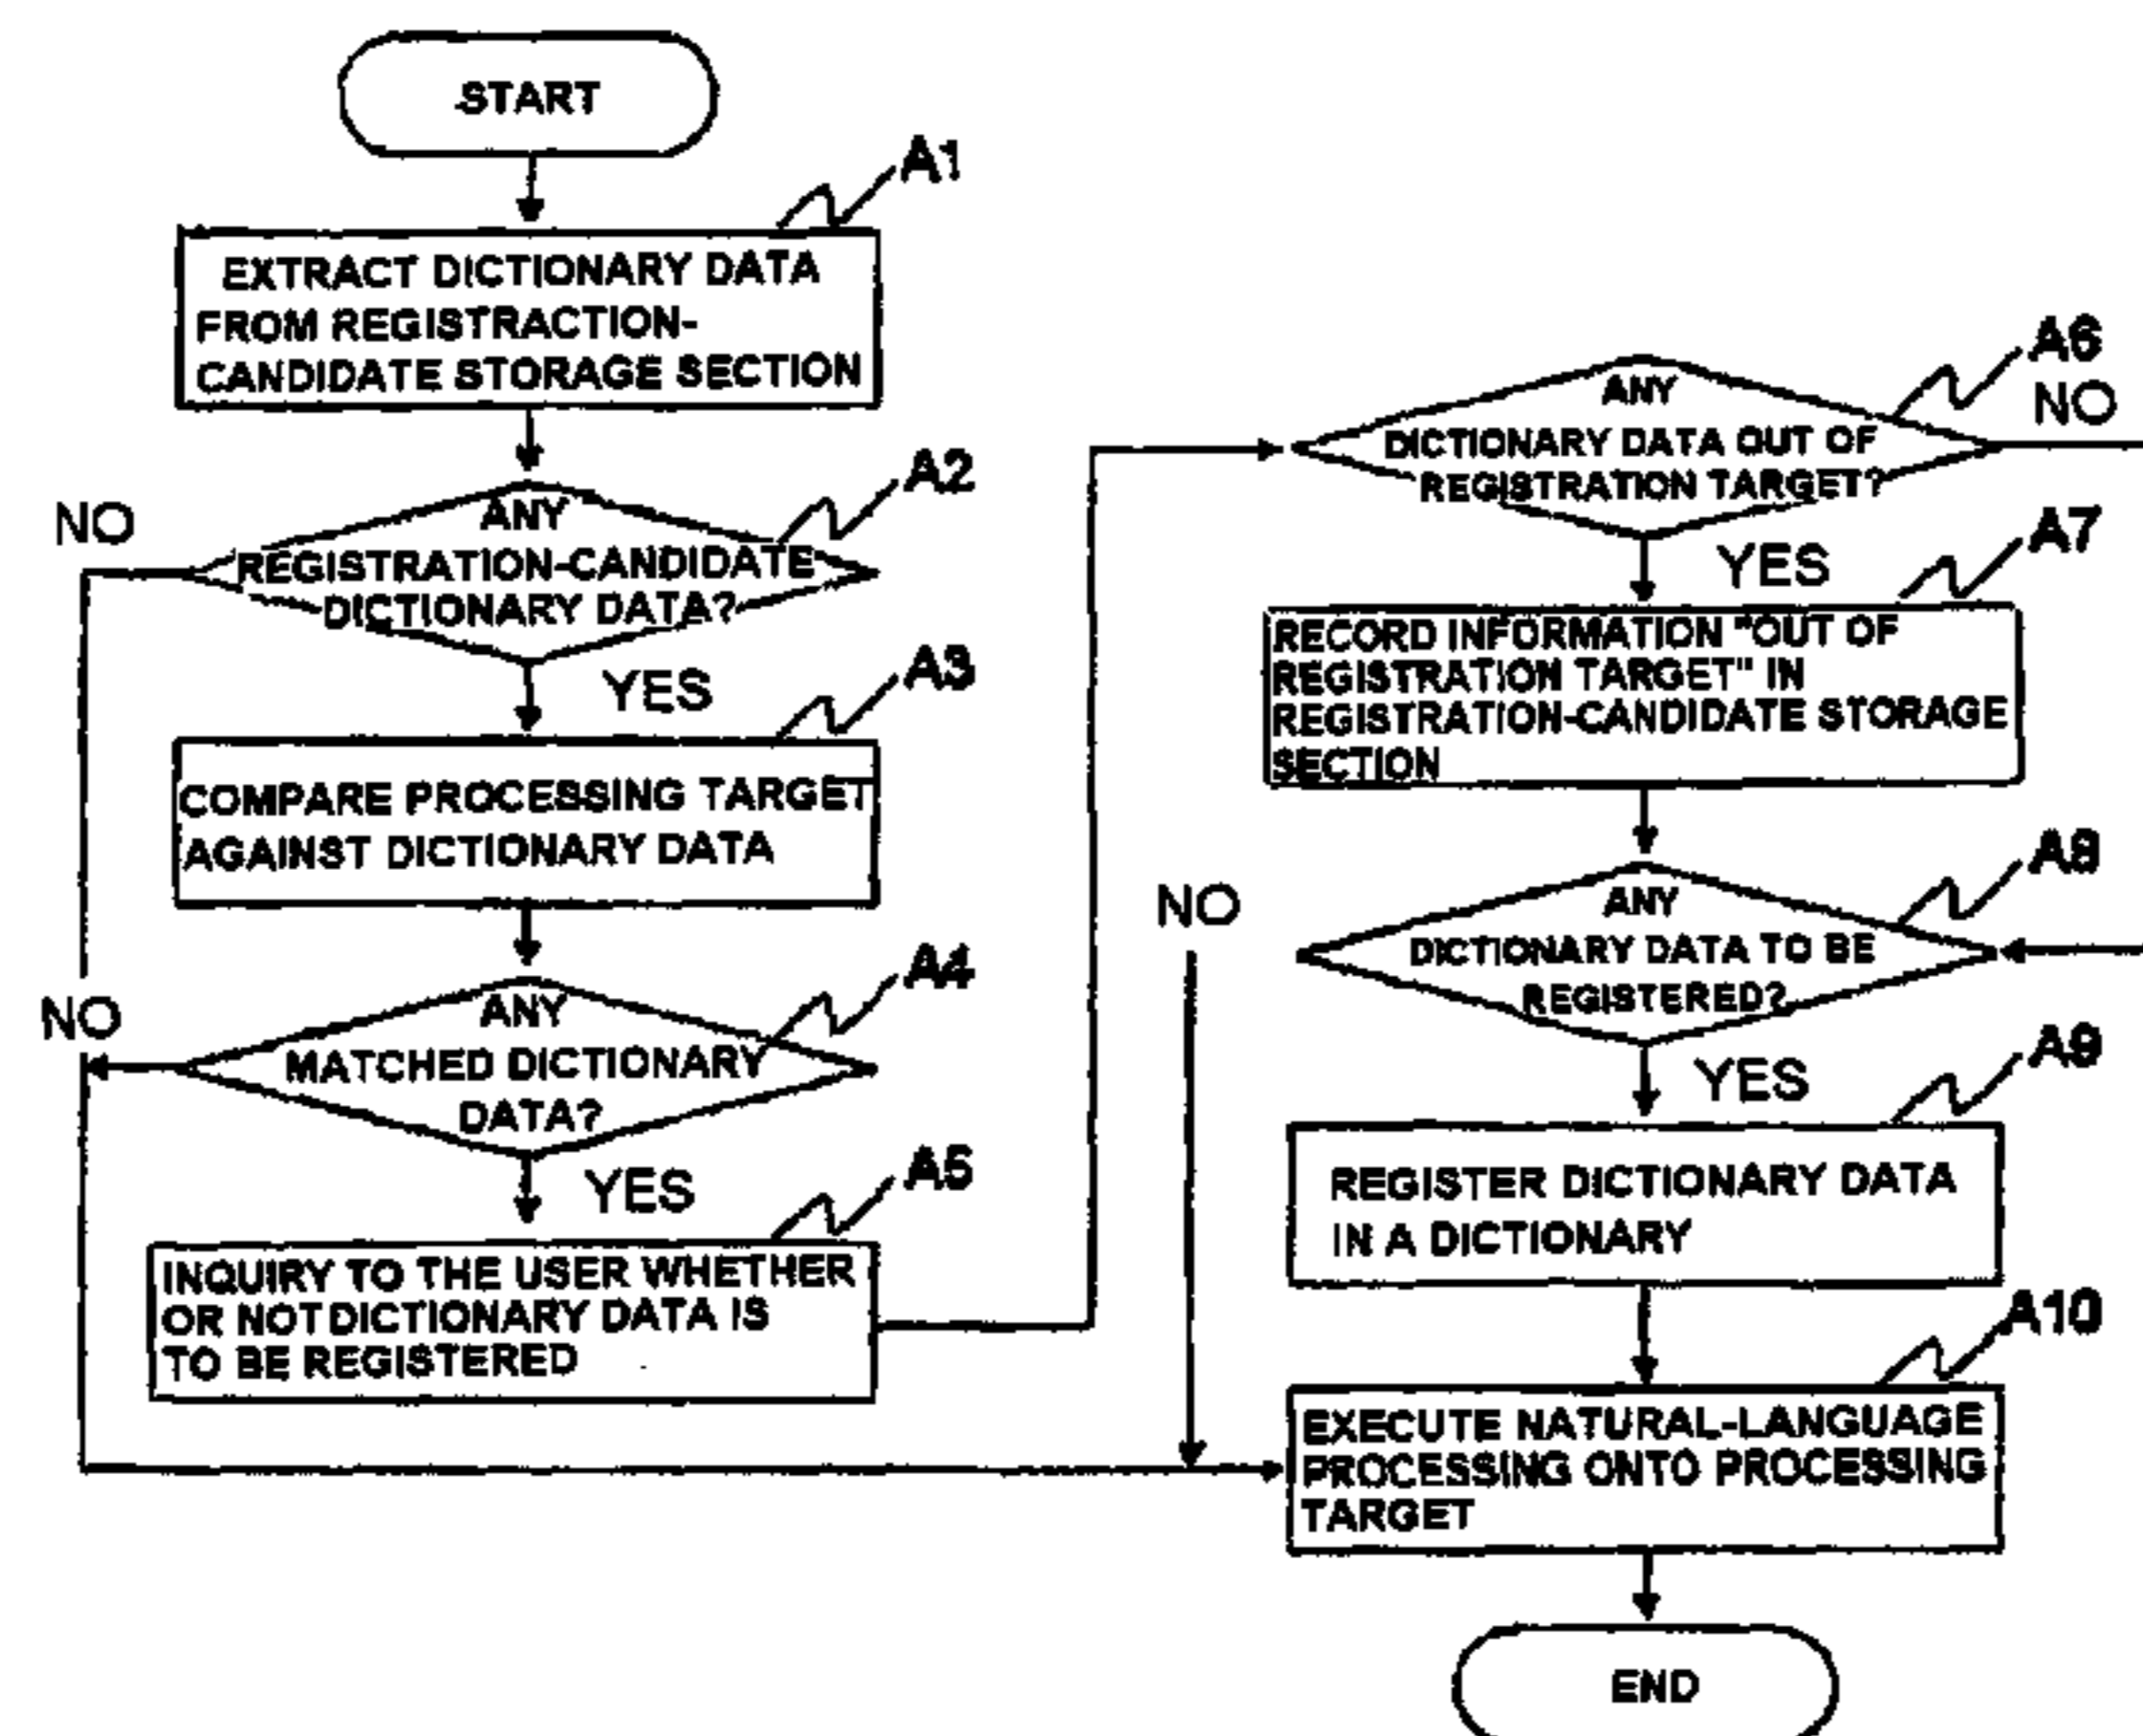 START
A1
EXTRACT DICTIONARY DATA
FROM REGISTRACTION-
CANDIDATE STORAGE SECTION
A2
NO
ANY
REGISTRATION-CANDIDATE
DICTIONARY DATA?
YES
A3
COMPARE PROCESSING TARGET
AGAINST DICTIONARY DATA
A4
NO
ANY
MATCHED DICTIONARY
DATA?
YES
A5
INQUIRY TO THE USER WHETHER
OR NOT DICTIONARY DATA IS
TO BE REGISTERED
A6
NO
ANY
DICTIONARY DATA OUT OF
REGISTRATION TARGET?
YES
A7
RECORD INFORMATION "OUT OF
REGISTRATION TARGET" IN
REGISTRATION-CANDIDATE STORAGE
SECTION
A8
NO
ANY
DICTIONARY DATA TO BE
REGISTERED?
YES
A9
REGISTER DICTIONARY DATA
IN A DICTIONARY
A10
EXECUTE NATURAL-LANGUAGE
PROCESSING ONTO PROCESSING
TARGET
END